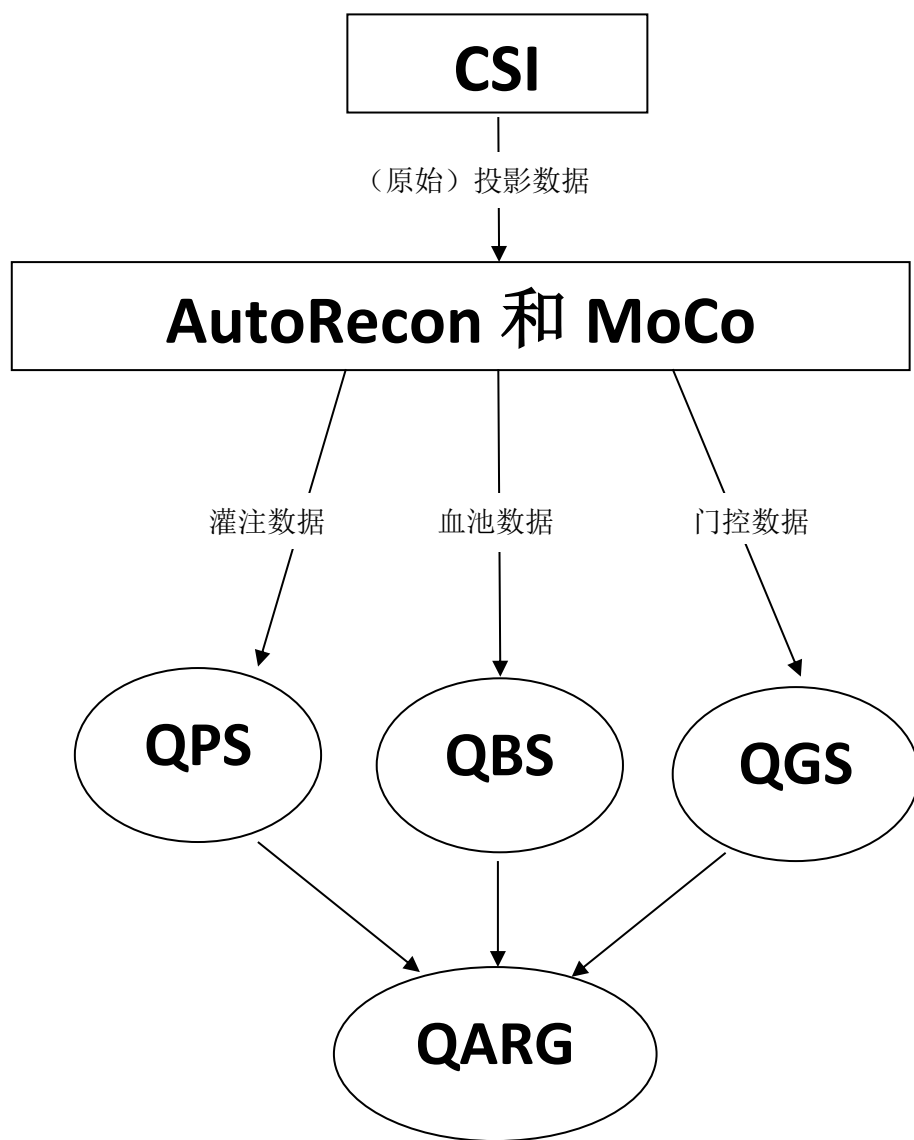 CSI
（原始）投影数据
AutoRecon 和 MoCo
灌注数据
血池数据
门控数据
QPS
QBS
QGS
QARG